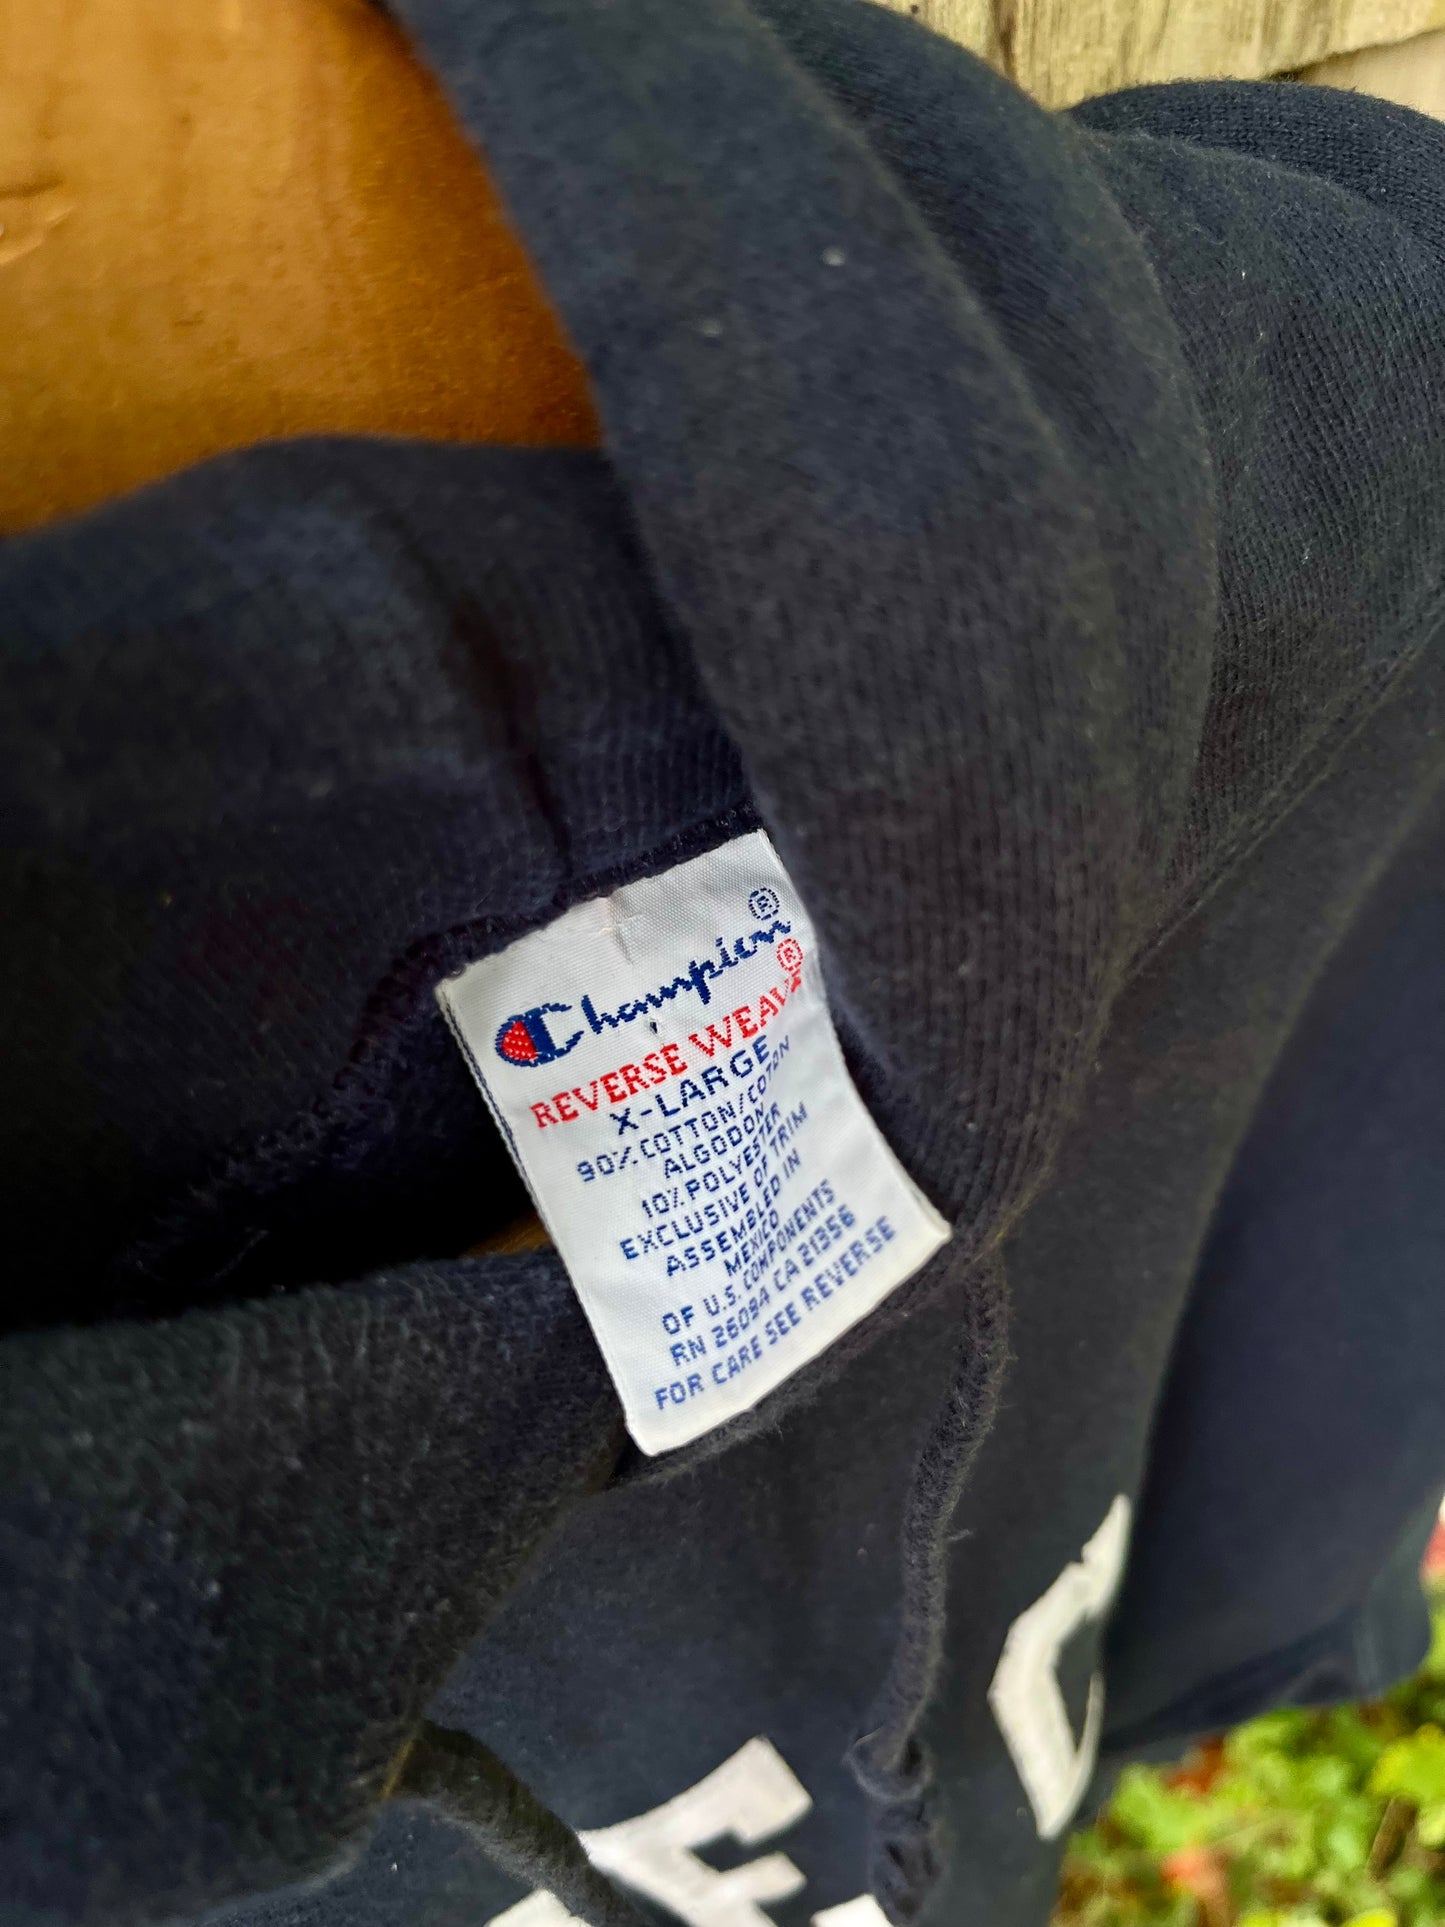 Champion®
REVERSE WEAVE®
X-LARGE
90% COTTON/COTON
ALGODON
10% POLYESTER
EXCLUSIVE OF TRIM
ASSEMBLED IN
MEXICO
OF U.S. COMPONENTS
RN 26094 CA 21356
FOR CARE SEE REVERSE